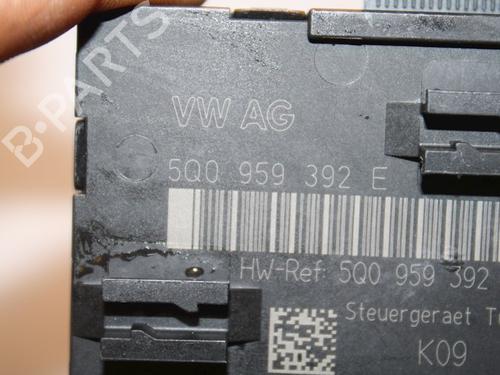 VW AG
5Q0 959 392 E
HW-Ref: 5Q0 959 392
Steuergeraet
K09
B-PARTS